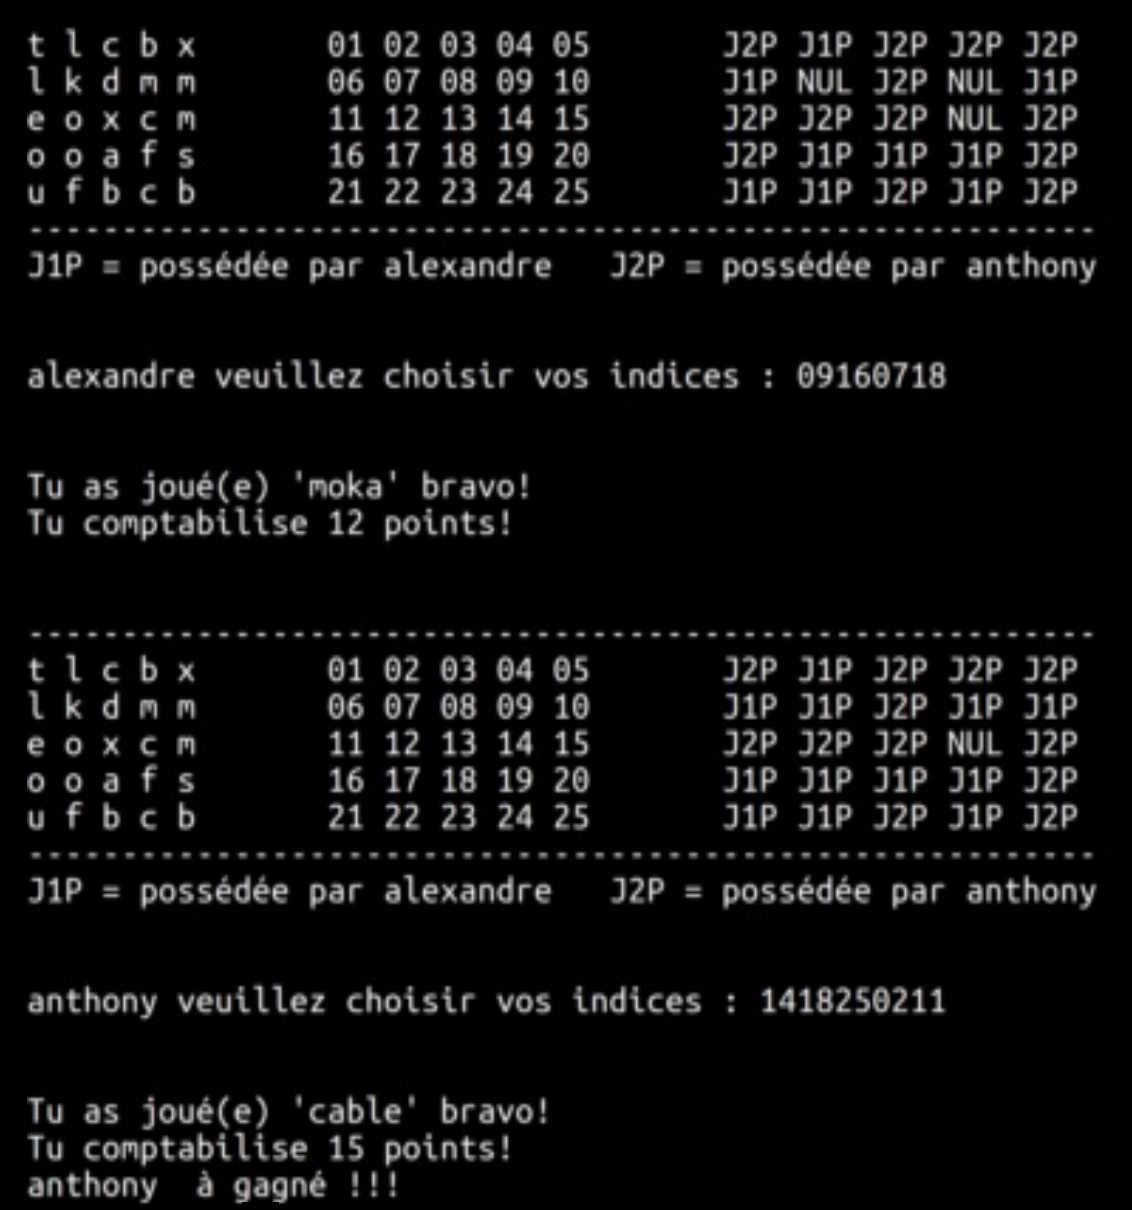 t l c b x       01 02 03 04 05       J2P J1P J2P J2P J2P
l k d m m       06 07 08 09 10       J1P NUL J2P NUL J1P
e o x c m       11 12 13 14 15       J2P J2P J2P NUL J2P
o o a f s       16 17 18 19 20       J2P J1P J1P J1P J2P
u f b c b       21 22 23 24 25       J1P J1P J2P J1P J2P
---------------------------------------------------------
J1P = possédée par alexandre   J2P = possédée par anthony
alexandre veuillez choisir vos indices : 09160718
Tu as joué(e) 'moka' bravo!
Tu comptabilise 12 points!
---------------------------------------------------------
t l c b x       01 02 03 04 05       J2P J1P J2P J2P J2P
l k d m m       06 07 08 09 10       J1P J1P J2P J1P J1P
e o x c m       11 12 13 14 15       J2P J2P J2P NUL J2P
o o a f s       16 17 18 19 20       J1P J1P J1P J1P J2P
u f b c b       21 22 23 24 25       J1P J1P J2P J1P J2P
---------------------------------------------------------
J1P = possédée par alexandre   J2P = possédée par anthony
anthony veuillez choisir vos indices : 1418250211
Tu as joué(e) 'cable' bravo!
Tu comptabilise 15 points!
anthony  à gagné !!!